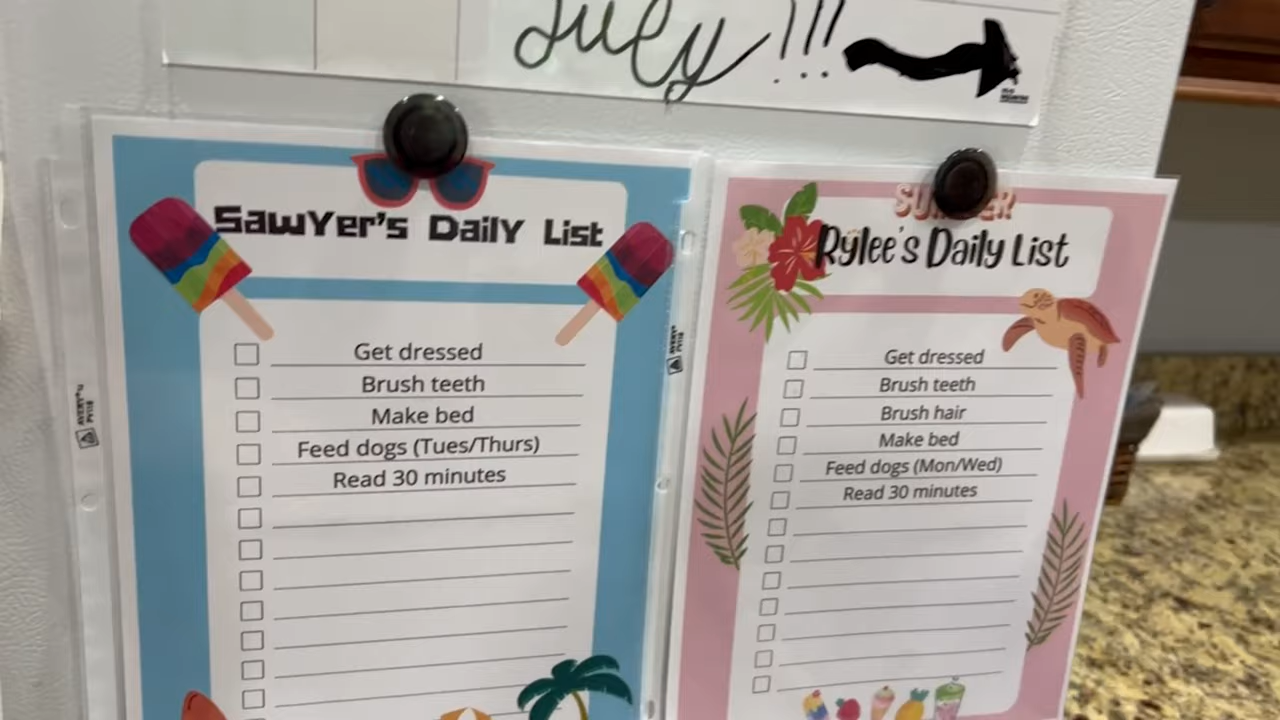 July!!!
Sawyer's Daily List
Get dressed
Brush teeth
Make bed
Feed dogs (Tues/Thurs)
Read 30 minutes
Rylee's Daily List
Get dressed
Brush teeth
Brush hair
Make bed
Feed dogs (Mon/Wed)
Read 30 minutes